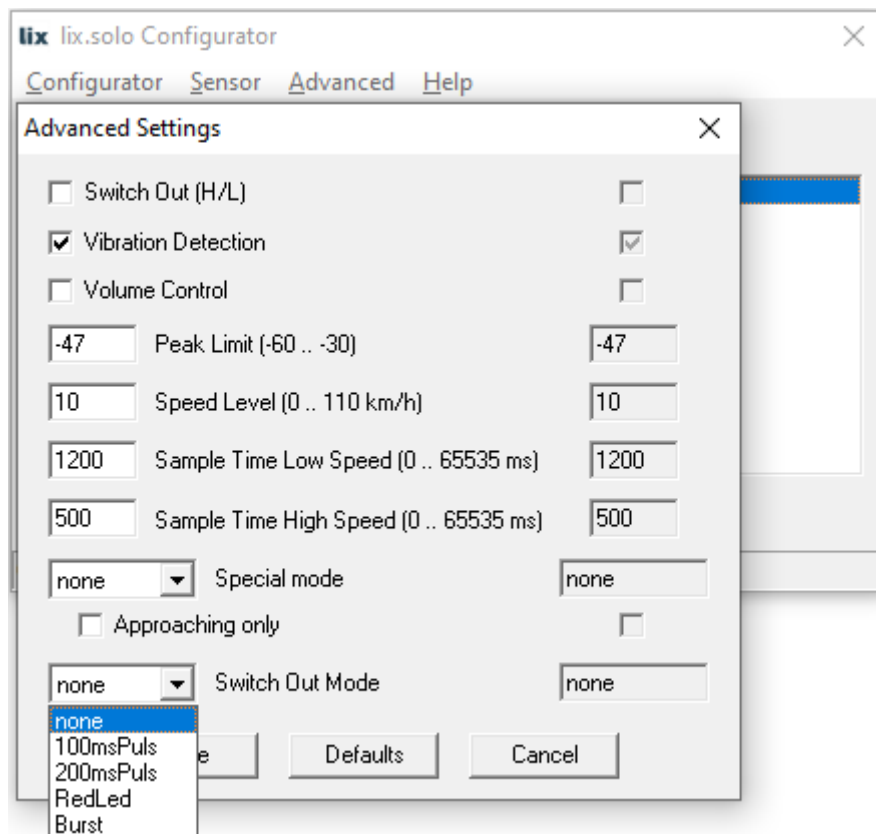 lix lix.solo Configurator
Configurator Sensor Advanced Help
Advanced Settings
Switch Out (H/L)
Vibration Detection
Volume Control
-47 Peak Limit (-60 .. -30) -47
10 Speed Level (0 .. 110 km/h) 10
1200 Sample Time Low Speed (0 .. 65535 ms) 1200
500 Sample Time High Speed (0 .. 65535 ms) 500
none Special mode none
Approaching only
none Switch Out Mode none
none
100msPuls
200msPuls
RedLed
Burst
e Defaults Cancel